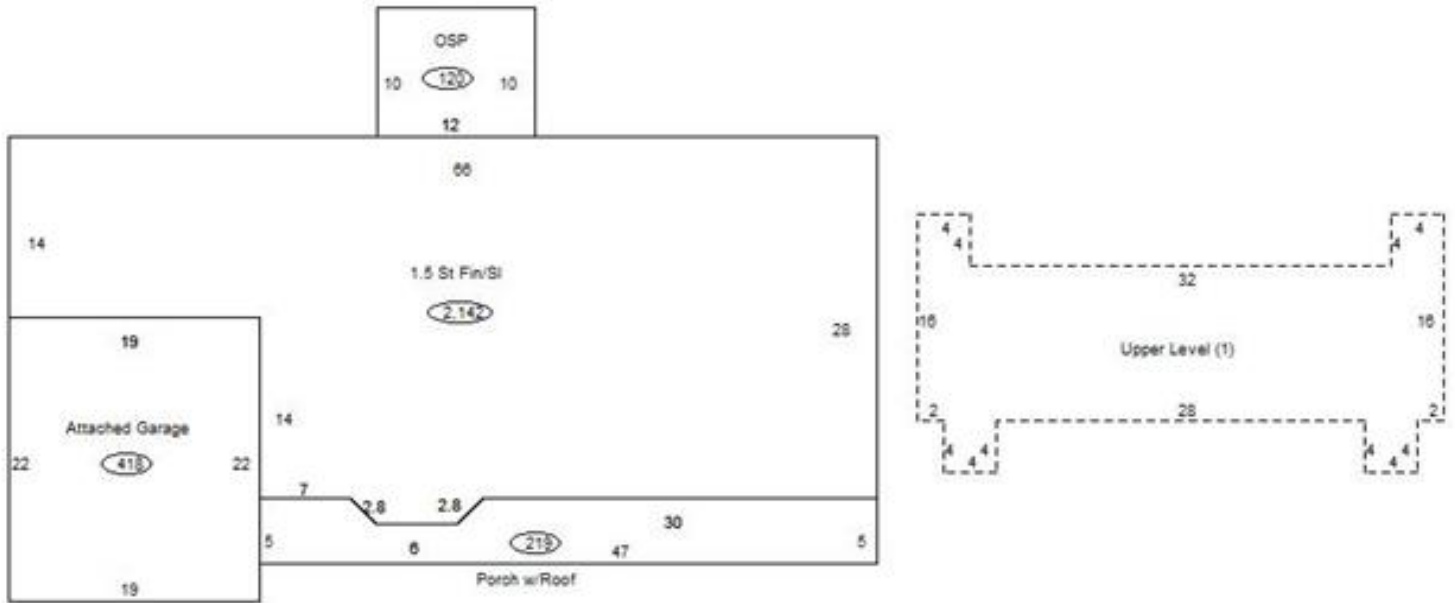 OSP
10 120 10
12
66
14
1.5 St Fin/Sl
2.142
28
19
Attached Garage
22 418 22
14
7
2.8 2.8
30
5 6 219 47 5
Porch w/Roof
19
4 4
4 4
32
16 16
Upper Level (1)
2 28 2
4 4 4 4
4 4